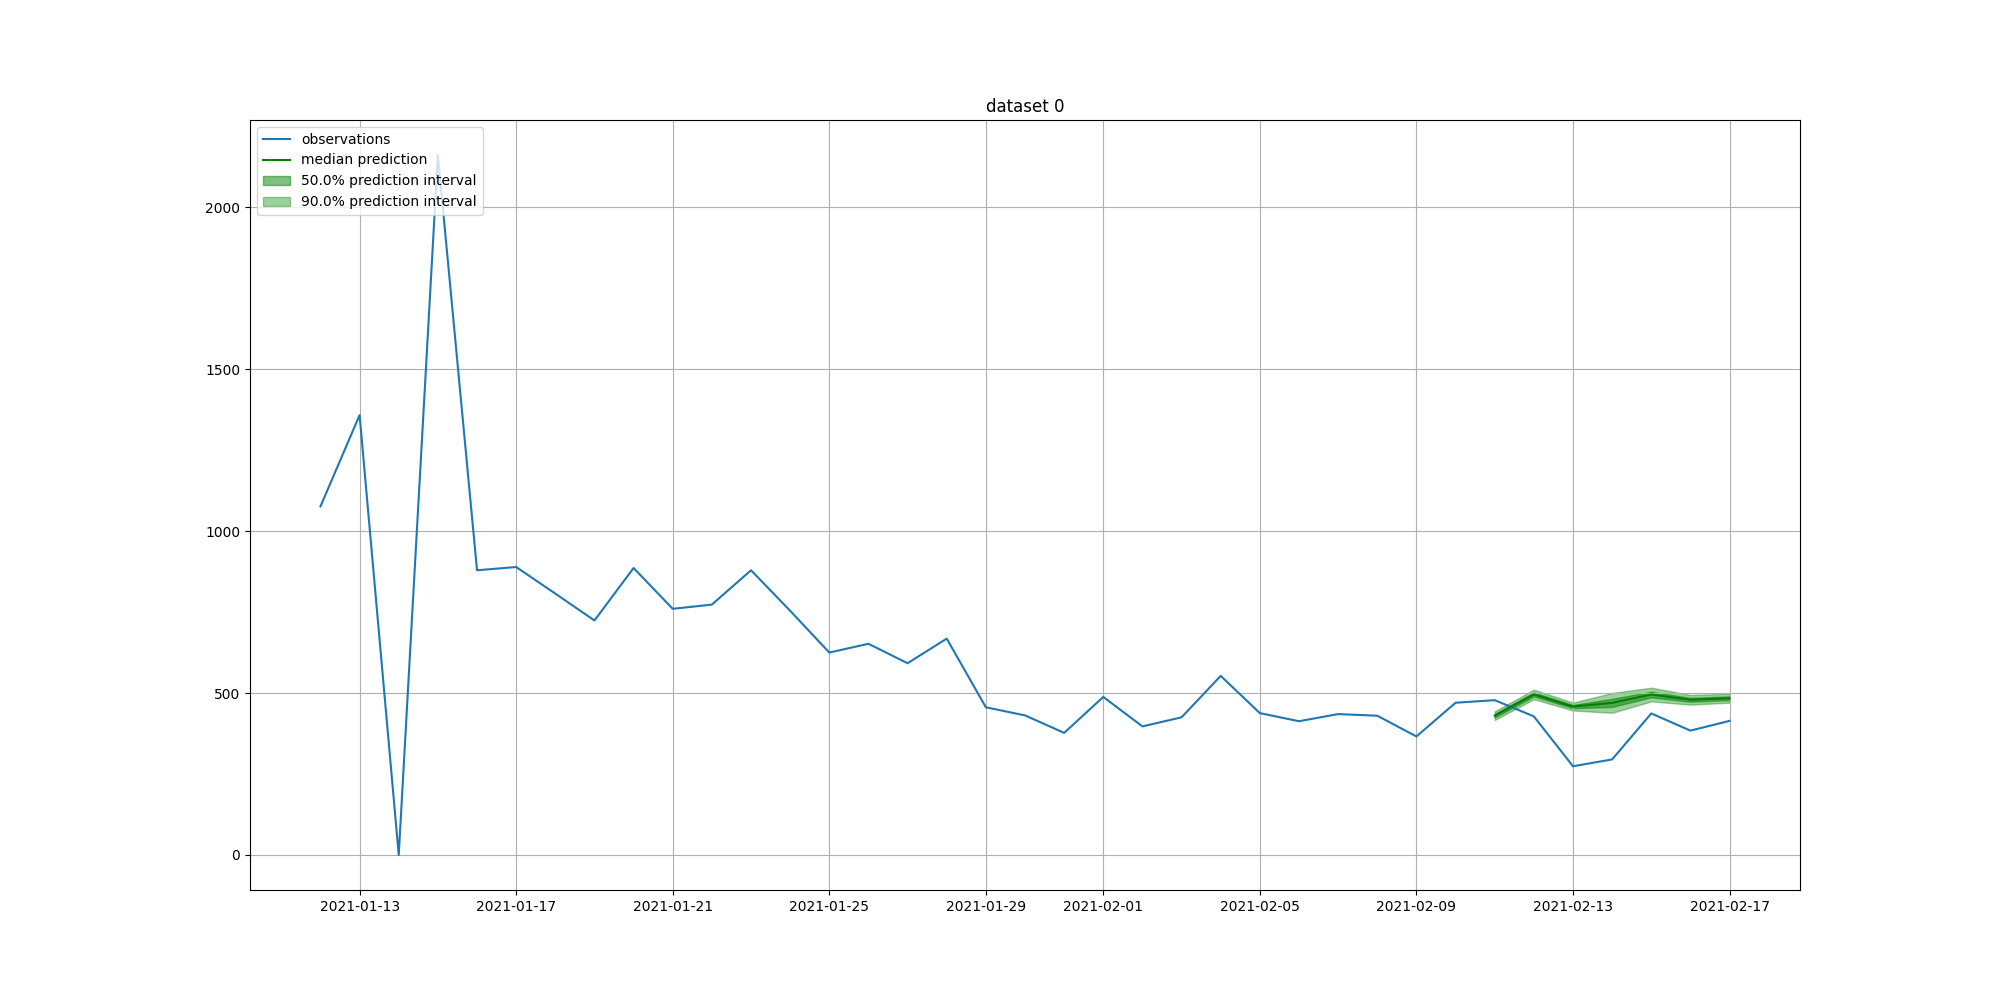 dataset 0
observations
median prediction
50.0% prediction interval
90.0% prediction interval
2000
1500
1000
500
0
2021-01-13 2021-01-17 2021-01-21 2021-01-25 2021-01-29 2021-02-01 2021-02-05 2021-02-09 2021-02-13 2021-02-17